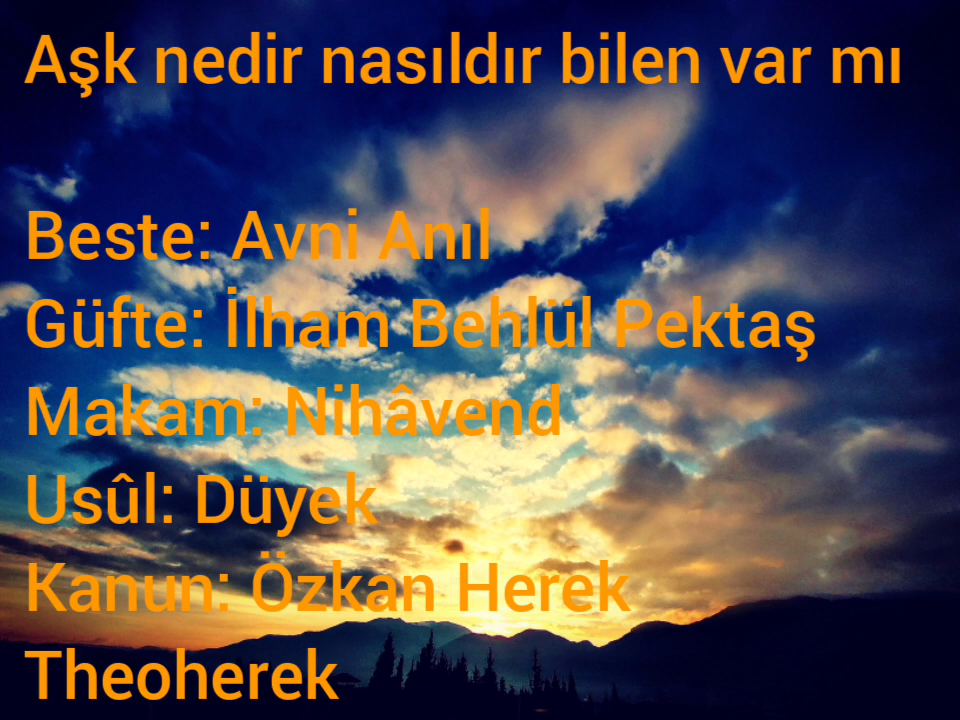 Aşk nedir nasıldır bilen var mı
Beste: Avni Anıl
Güfte: İlham Behlül Pektaş
Makam: Nihâvend
Usûl: Düyek
Kanun: Özkan Herek
Theoherek